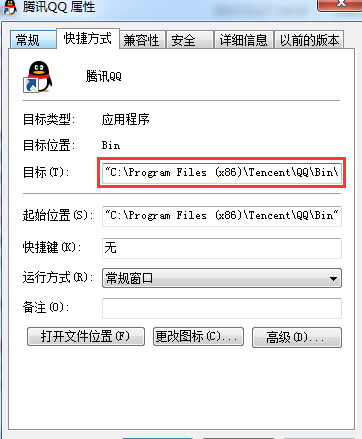 腾讯QQ 属性
常规 快捷方式 兼容性 安全 详细信息 以前的版本
腾讯QQ
目标类型: 应用程序
目标位置: Bin
目标(T): "C:\Program Files (x86)\Tencent\QQ\Bin\
起始位置(S): "C:\Program Files (x86)\Tencent\QQ\Bin"
快捷键(K): 无
运行方式(R): 常规窗口
备注(O):
打开文件位置(F) 更改图标(C)... 高级(D)...